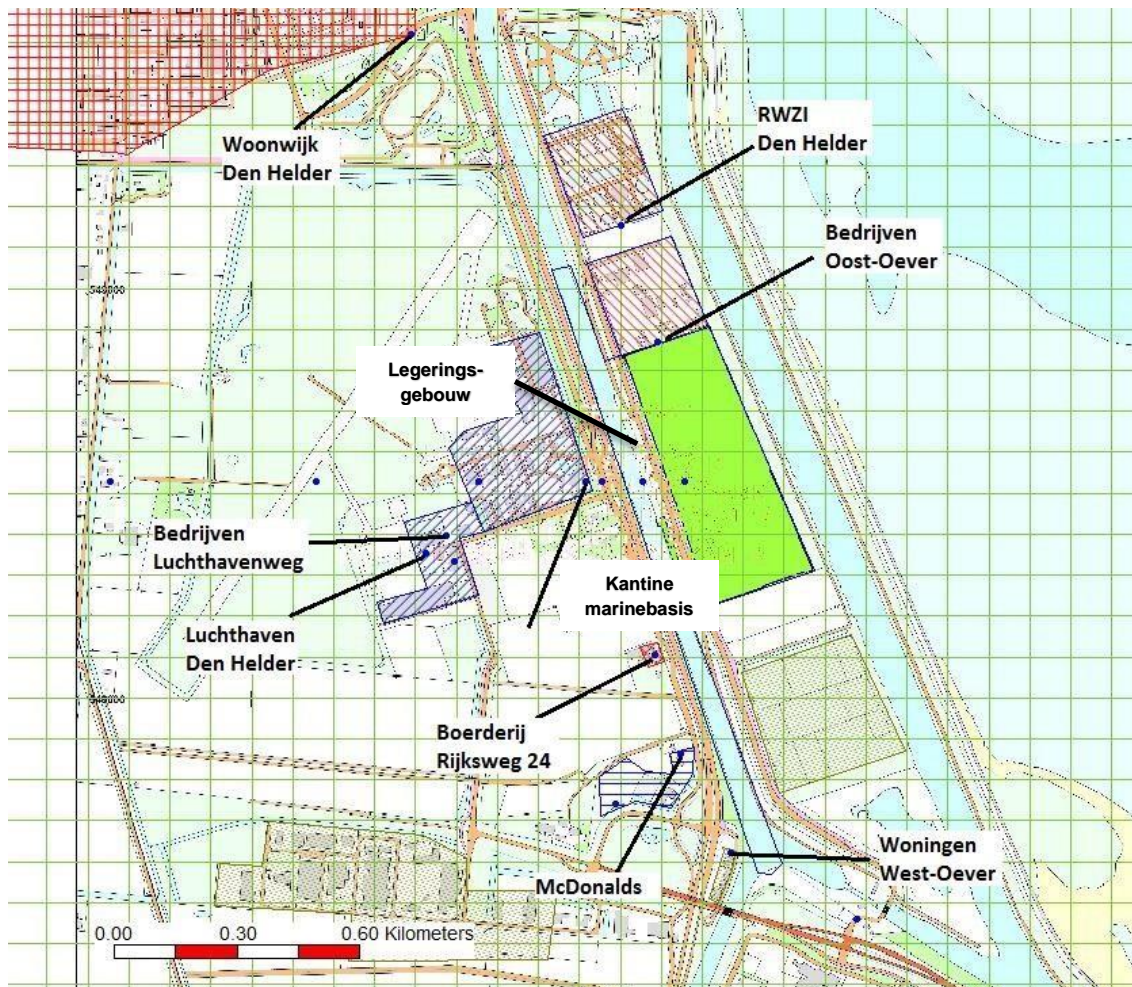 RWZI
Den Helder
Woonwijk
Den Helder
Bedrijven
Oost-Oever
Legerings-
gebouw
Bedrijven
Luchthavenweg
Kantine
marinebasis
Luchthaven
Den Helder
Boerderij
Rijksweg 24
Woningen
West-Oever
McDonalds
0.00 0.30 0.60 Kilometers